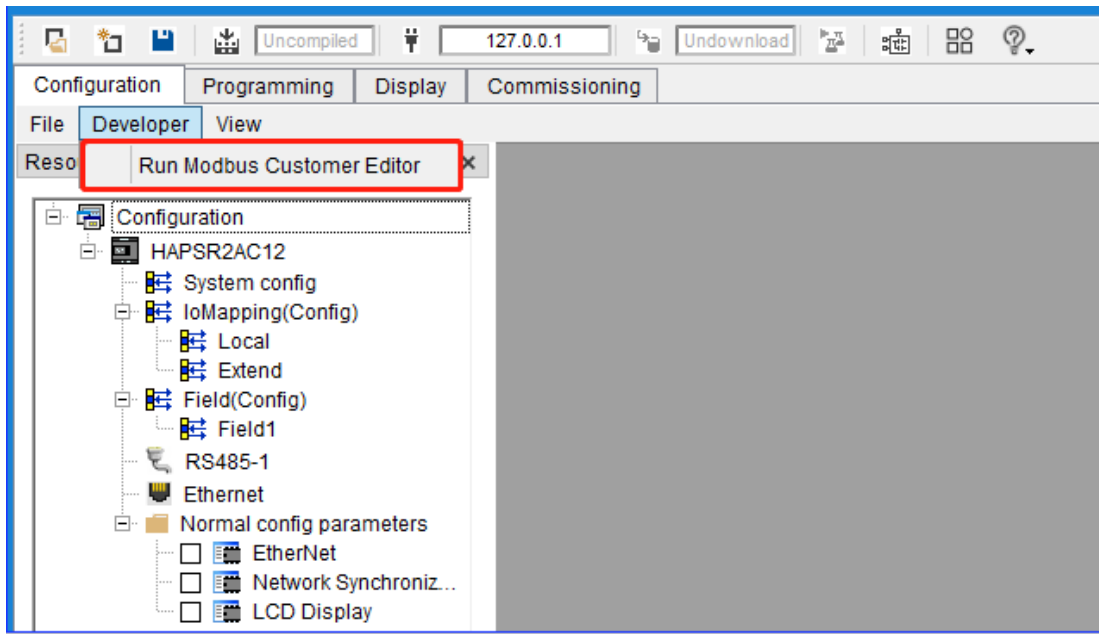 Uncompiled 127.0.0.1 Undownload
Configuration Programming Display Commissioning
File Developer View
Reso
Run Modbus Customer Editor
Configuration
HAPSR2AC12
System config
IoMapping(Config)
Local
Extend
Field(Config)
Field1
RS485-1
Ethernet
Normal config parameters
EtherNet
Network Synchroniz...
LCD Display